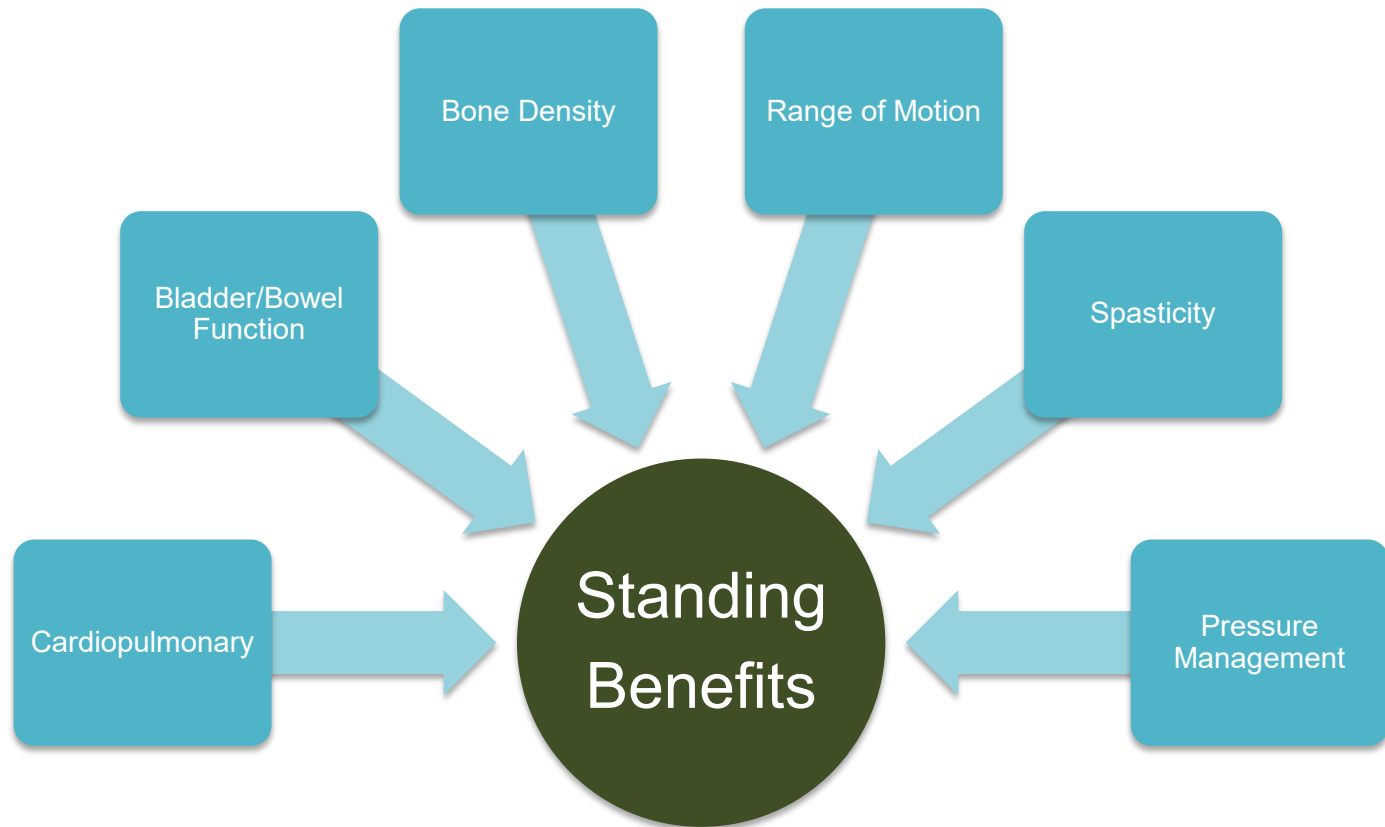 Bone Density
Range of Motion
Bladder/Bowel
Function
Spasticity
Cardiopulmonary
Standing
Benefits
Pressure
Management